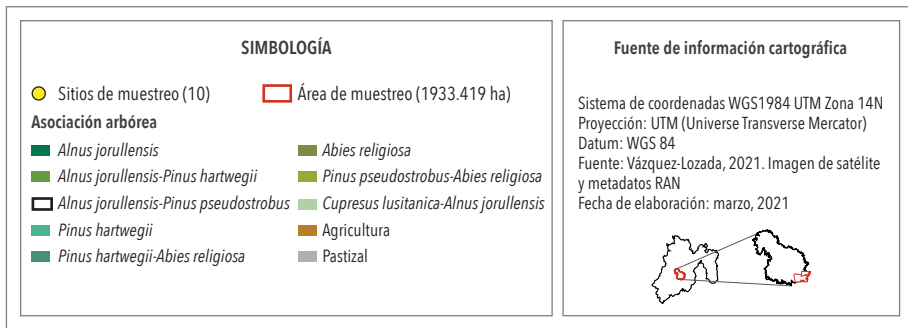 SIMBOLOGÍA
Sitios de muestreo (10)
Área de muestreo (1933.419 ha)
Asociación arbórea
Alnus jorullensis
Alnus jorullensis-Pinus hartwegii
Alnus jorullensis-Pinus pseudostrobus
Pinus hartwegii
Pinus hartwegii-Abies religiosa
Abies religiosa
Pinus pseudostrobus-Abies religiosa
Cupresus lusitanica-Alnus jorullensis
Agricultura
Pastizal
Fuente de información cartográfica
Sistema de coordenadas WGS1984 UTM Zona 14N
Proyección: UTM (Universe Transverse Mercator)
Datum: WGS 84
Fuente: Vázquez-Lozada, 2021. Imagen de satélite
y metadatos RAN
Fecha de elaboración: marzo, 2021